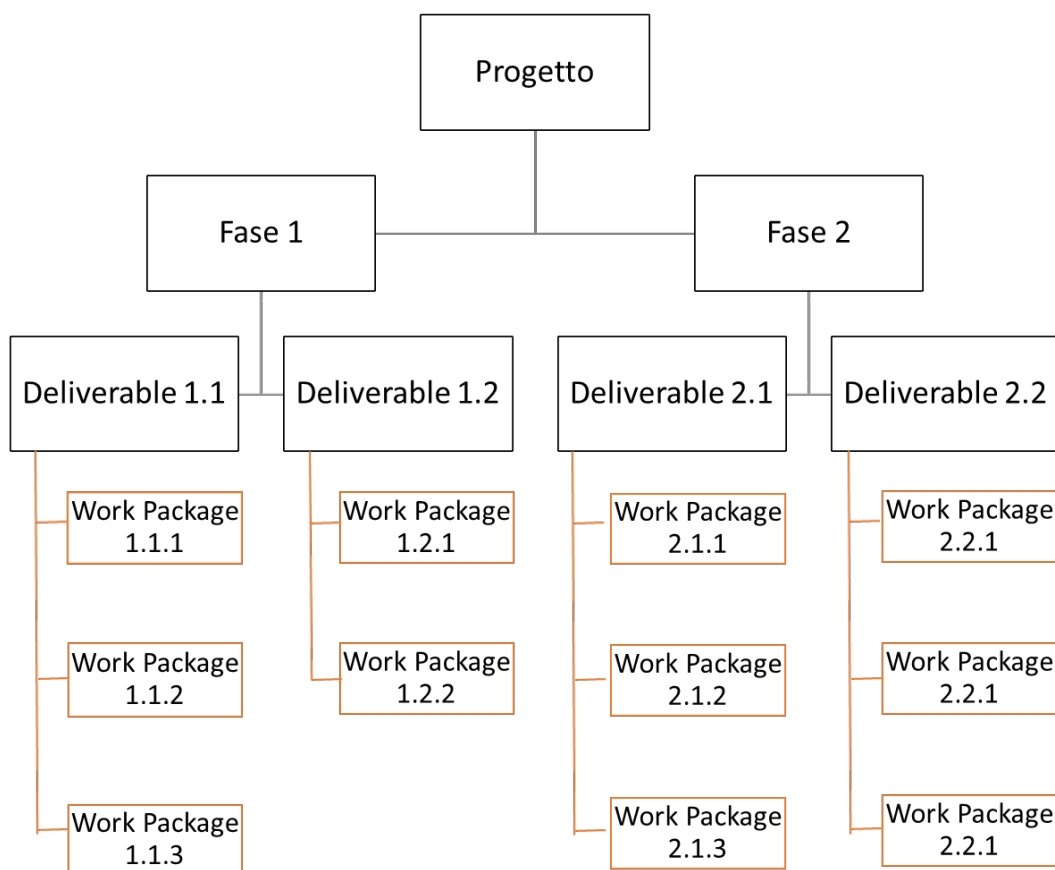 Progetto
Fase 1
Fase 2
Deliverable 1.1
Deliverable 1.2
Deliverable 2.1
Deliverable 2.2
Work Package
1.1.1
Work Package
1.2.1
Work Package
2.1.1
Work Package
2.2.1
Work Package
1.1.2
Work Package
1.2.2
Work Package
2.1.2
Work Package
2.2.1
Work Package
1.1.3
Work Package
2.1.3
Work Package
2.2.1